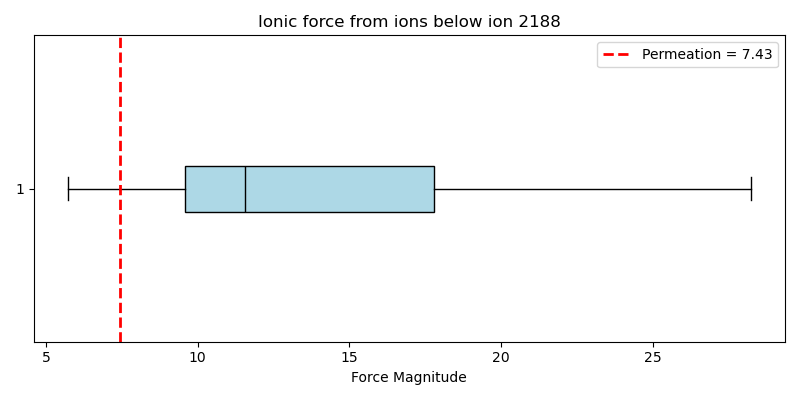 Ionic force from ions below ion 2188
Permeation = 7.43
1
5 10 15 20 25
Force Magnitude